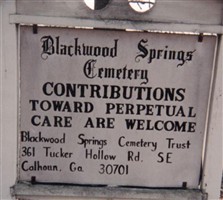 Blackwood Springs
Cemetery
CONTRIBUTIONS
TOWARD PERPETUAL
CARE ARE WELCOME
Blackwood Springs Cemetery Trust
361 Tucker Hollow Rd. SE
Calhoun, Ga. 30701